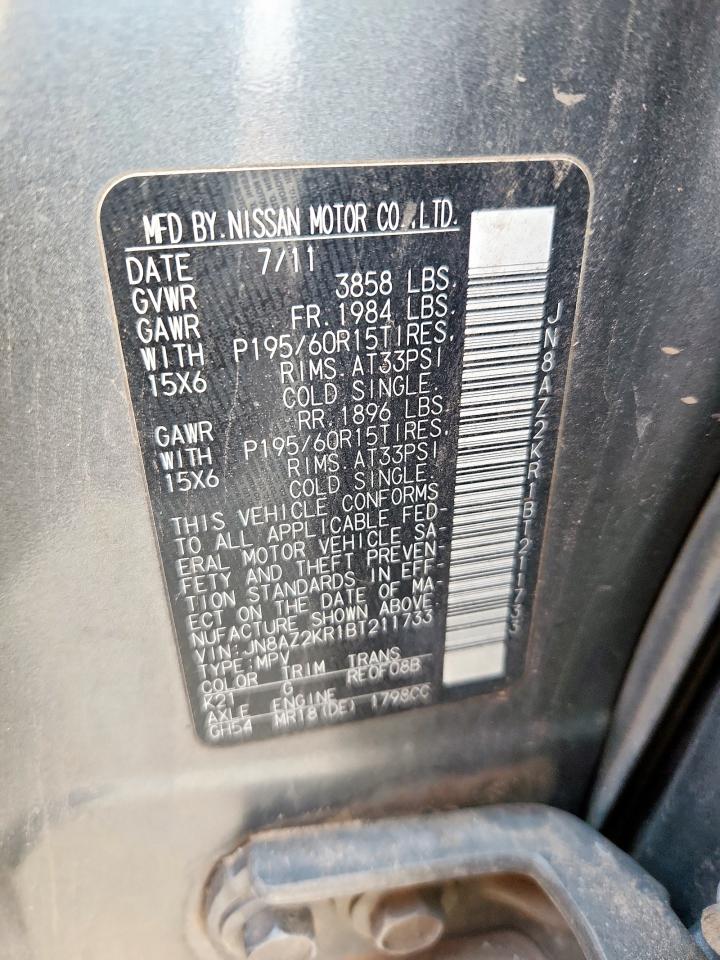 MFD BY.NISSAN MOTOR CO.,LTD.
DATE 7/11
GVWR 3858 LBS.
GAWR FR.1984 LBS.
WITH P195/60R15TIRES,
15X6 RIMS AT33PSI
COLD SINGLE.
GAWR RR.1896 LBS.
WITH P195/60R15TIRES,
15X6 RIMS AT33PSI
COLD SINGLE.
THIS VEHICLE CONFORMS
TO ALL APPLICABLE FED-
ERAL MOTOR VEHICLE SA-
FETY AND THEFT PREVEN-
TION STANDARDS IN EFF-
ECT ON THE DATE OF MA-
NUFACTURE SHOWN ABOVE.
VIN:JN8AZ2KR1BT211733
TYPE:MPV
COLOR TRIM TRANS
K21 G RE0F08B
AXLE ENGINE
GH54 MR18(DE) 1798CC
JN8AZ2KR1BT211733